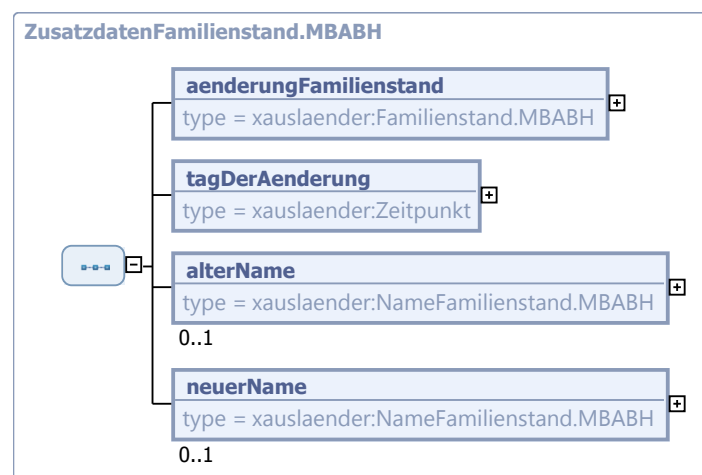 ZusatzdatenFamilienstand.MBABH
aenderungFamilienstand
type = xauslaender:Familienstand.MBABH
tagDerAenderung
type = xauslaender:Zeitpunkt
alterName
type = xauslaender:NameFamilienstand.MBABH
0..1
neuerName
type = xauslaender:NameFamilienstand.MBABH
0..1